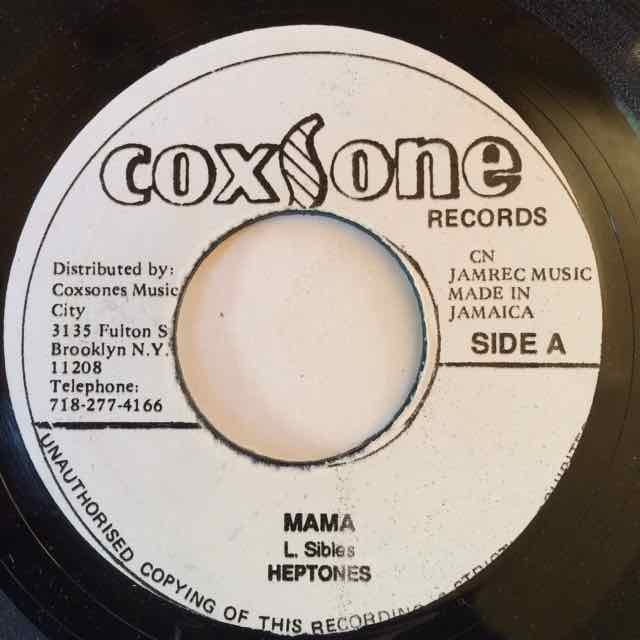 coxsone
RECORDS
Distributed by:
Coxsones Music
City
3135 Fulton S
Brooklyn N.Y.
11208
Telephone:
718-277-4166
CN
JAMREC MUSIC
MADE IN
JAMAICA
SIDE A
MAMA
L. Sibles
HEPTONES
UNAUTHORISED COPYING OF THIS RECORDING